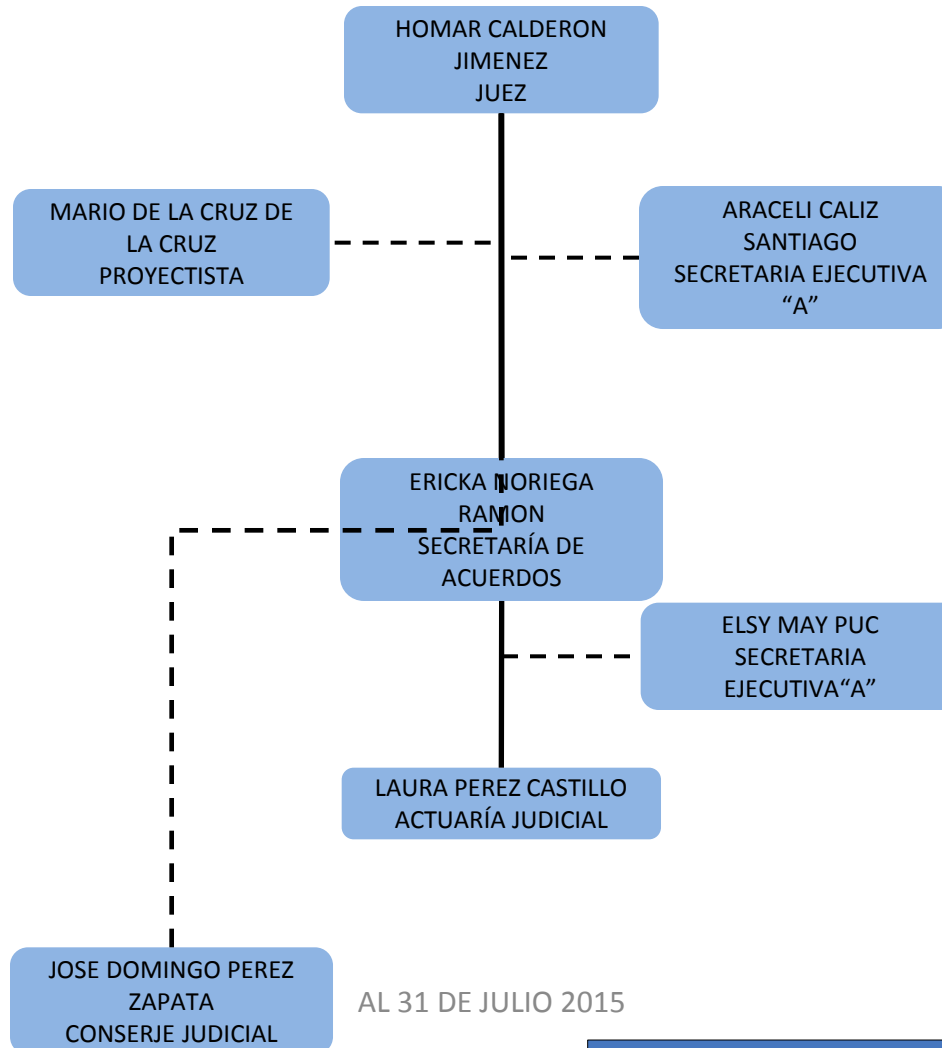 HOMAR CALDERON
JIMENEZ
JUEZ
MARIO DE LA CRUZ DE
LA CRUZ
PROYECTISTA
ARACELI CALIZ
SANTIAGO
SECRETARIA EJECUTIVA
“A”
ERICKA NORIEGA
RAMON
SECRETARÍA DE
ACUERDOS
ELSY MAY PUC
SECRETARIA
EJECUTIVA“A”
LAURA PEREZ CASTILLO
ACTUARÍA JUDICIAL
JOSE DOMINGO PEREZ
ZAPATA
CONSERJE JUDICIAL
AL 31 DE JULIO 2015